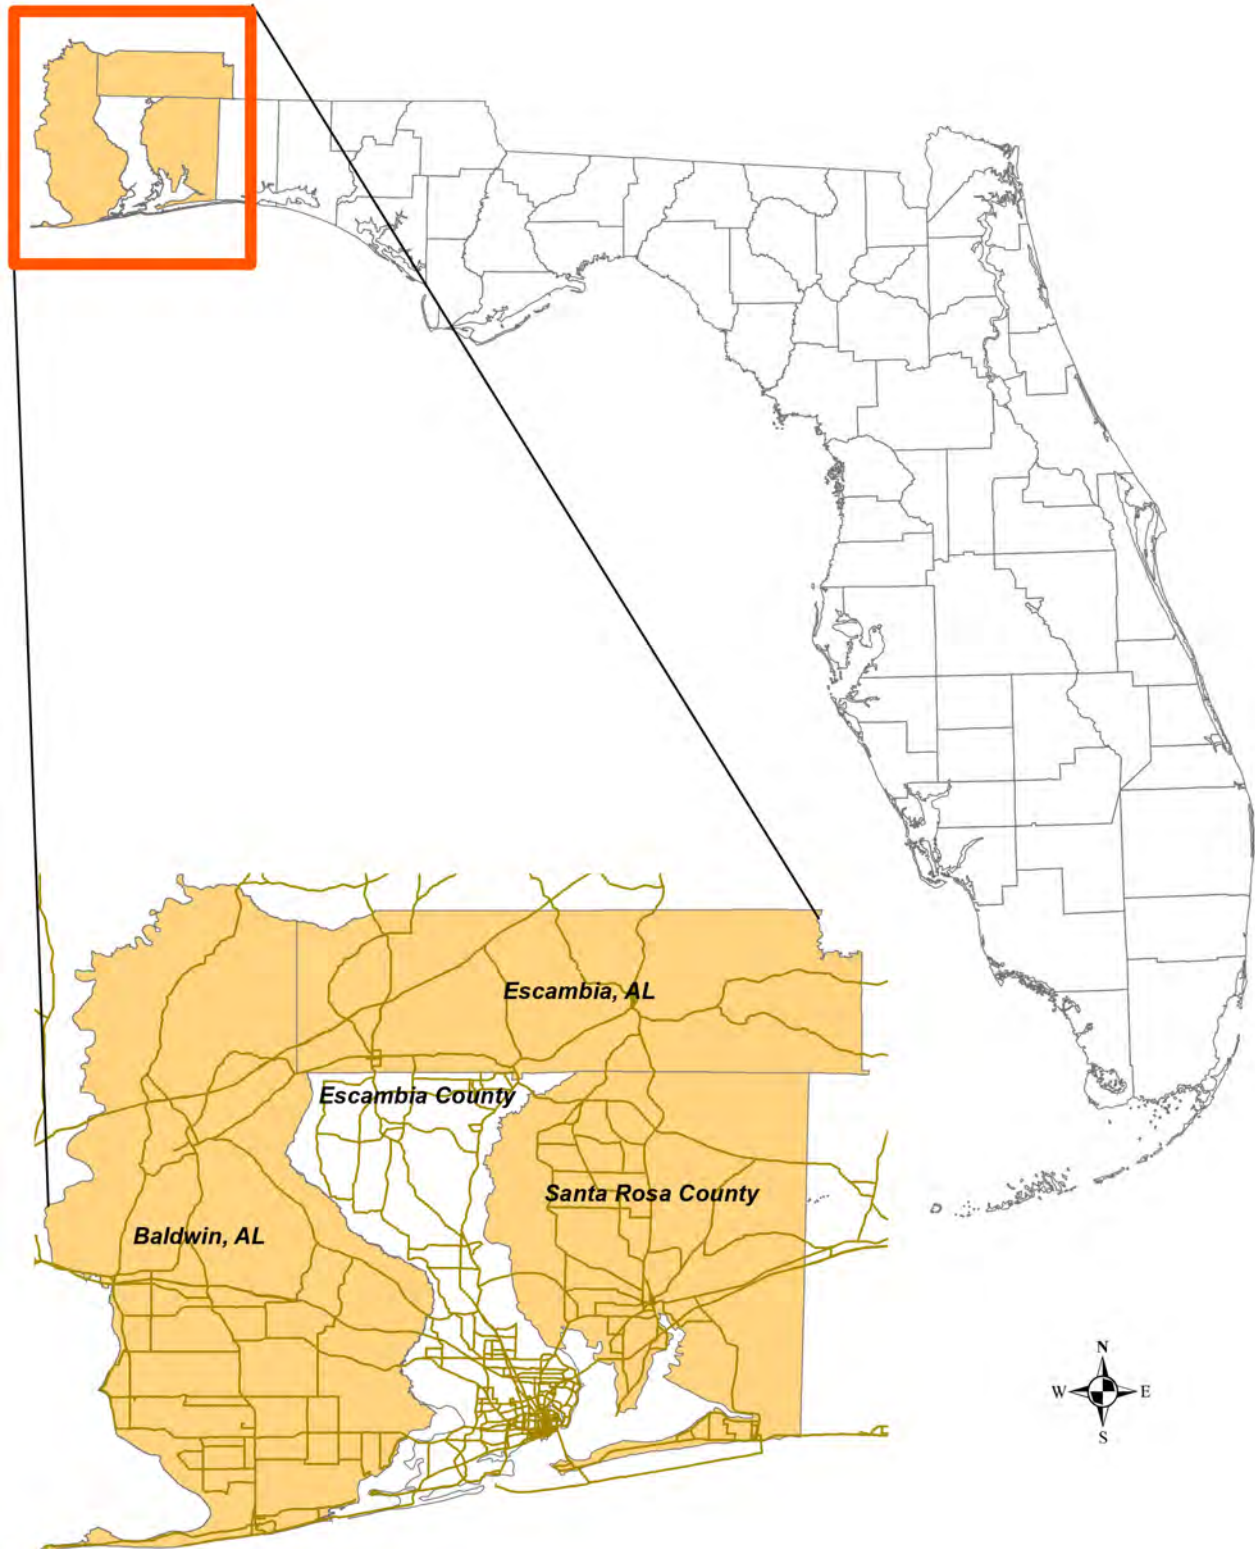 Escambia, AL
Escambia County
Santa Rosa County
Baldwin, AL
N
W E
S